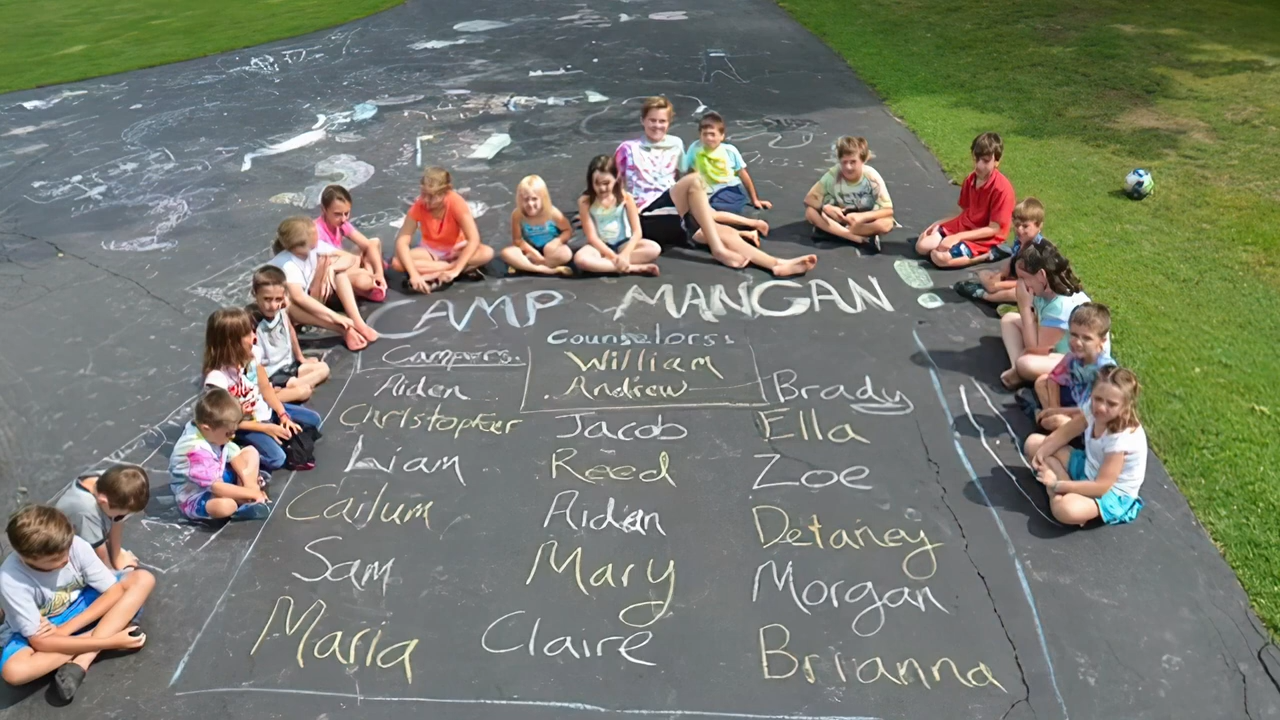 CAMP MANGAN
Counselors:
Campers:
William
Aiden
Andrew
Brady
Christopher
Jacob
Ella
Liam
Reed
Zoe
Callum
Aidan
Delaney
Sam
Mary
Morgan
Maria
Claire
Brianna